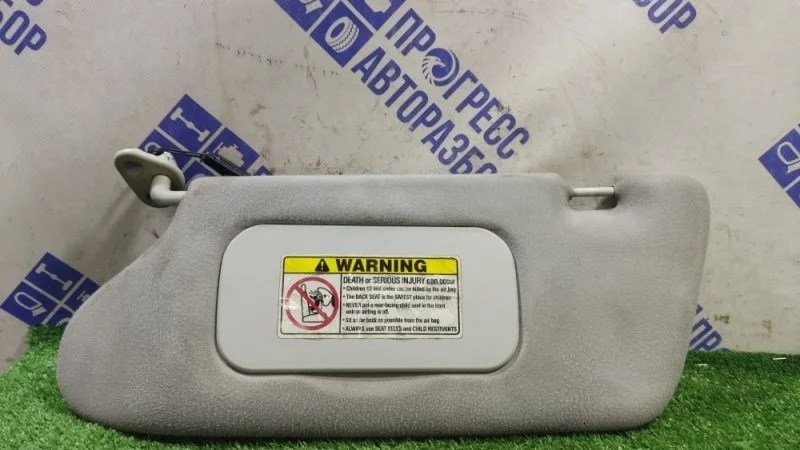 ПРОГРЕСС
АВТОРАЗБОР
WARNING
DEATH or SERIOUS INJURY can occur
• Children 12 and under can be killed by the air bag
• The BACK SEAT is the SAFEST place for children
• NEVER put a rear-facing child seat in the front
unless airbag is off.
• Sit as far back as possible from the air bag
• ALWAYS use SEAT BELTS and CHILD RESTRAINTS